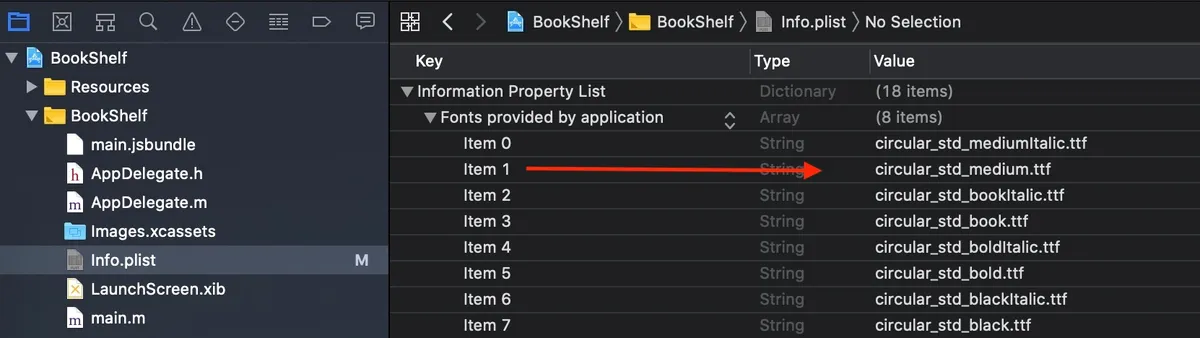 BookShelf
Resources
BookShelf
main.jsbundle
h AppDelegate.h
m AppDelegate.m
Images.xcassets
Info.plist M
LaunchScreen.xib
m main.m
BookShelf BookShelf Info.plist No Selection
Key Type Value
Information Property List Dictionary (18 items)
Fonts provided by application Array (8 items)
Item 0 String circular_std_mediumItalic.ttf
Item 1 String circular_std_medium.ttf
Item 2 String circular_std_bookItalic.ttf
Item 3 String circular_std_book.ttf
Item 4 String circular_std_boldItalic.ttf
Item 5 String circular_std_bold.ttf
Item 6 String circular_std_blackItalic.ttf
Item 7 String circular_std_black.ttf